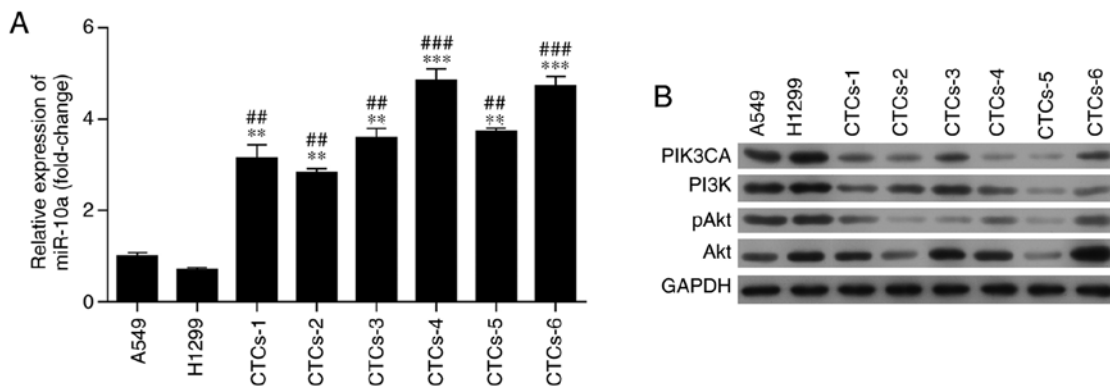 A
Relative expression of
miR-10a (fold-change)
6
4
2
0
##
**
##
**
##
**
###
***
##
**
###
***
A549
H1299
CTCs-1
CTCs-2
CTCs-3
CTCs-4
CTCs-5
CTCs-6
B
A549
H1299
CTCs-1
CTCs-2
CTCs-3
CTCs-4
CTCs-5
CTCs-6
PIK3CA
PI3K
pAkt
Akt
GAPDH